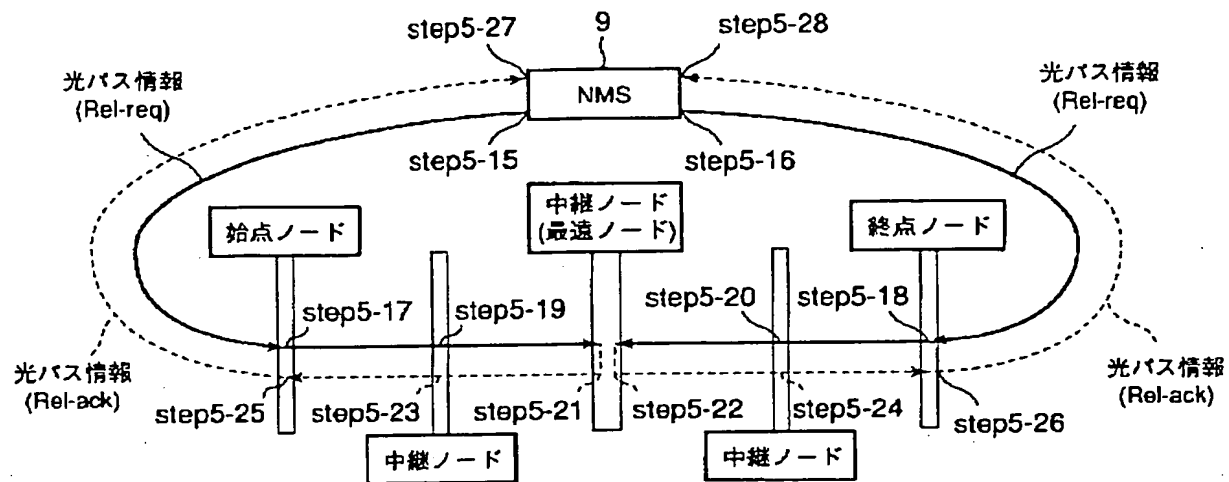 9
step5-27
step5-28
光パス情報
(Rel-req)
NMS
光パス情報
(Rel-req)
step5-15
step5-16
始点ノード
中継ノード
(最遠ノード)
終点ノード
step5-17
step5-19
step5-20
step5-18
光パス情報
(Rel-ack)
step5-25
step5-23
step5-21
step5-22
step5-24
step5-26
光パス情報
(Rel-ack)
中継ノード
中継ノード